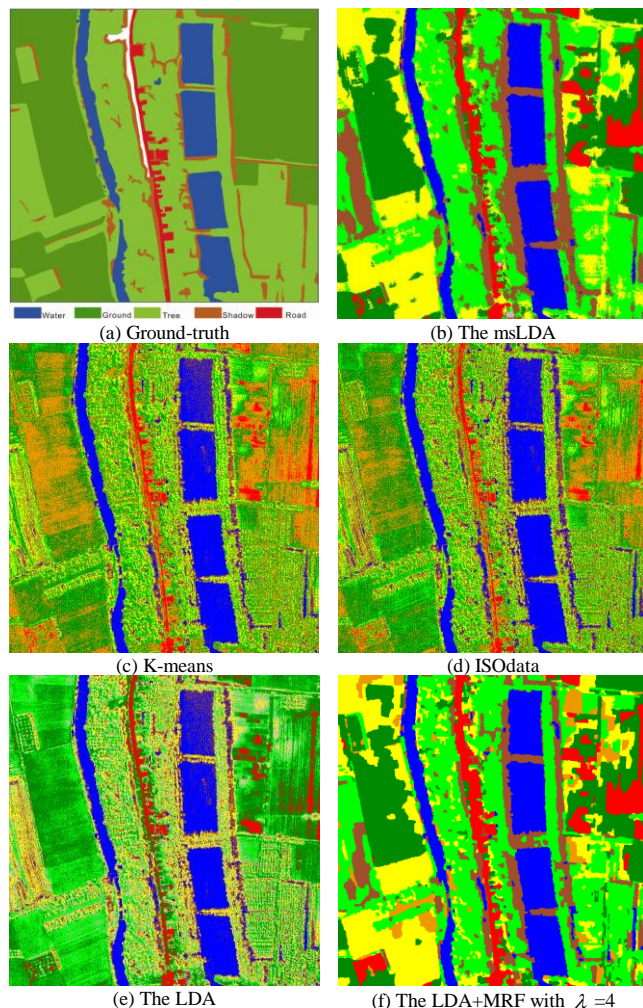 Water Ground Tree Shadow Road
(a) Ground-truth
(b) The msLDA
(c) K-means
(d) ISOdata
(e) The LDA
(f) The LDA+MRF with λ =4